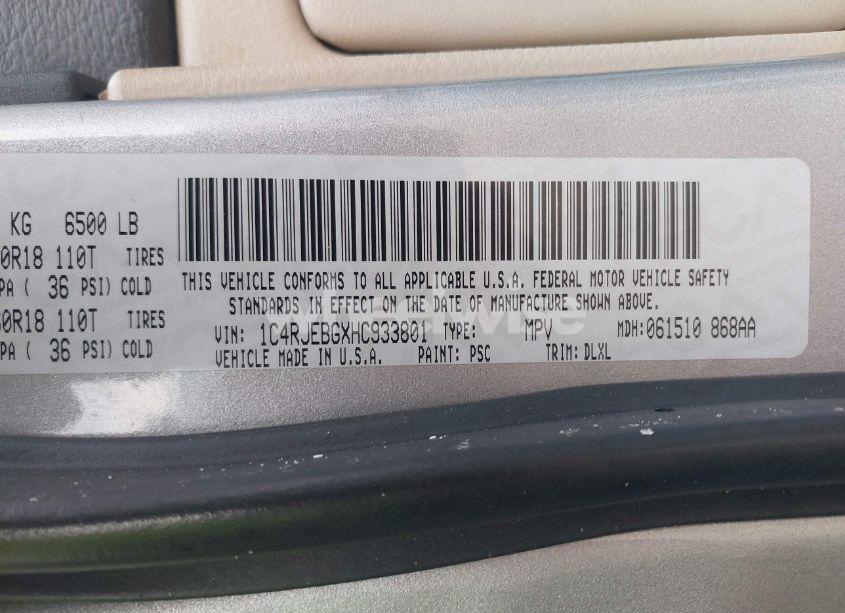 KG 6500 LB
0R18 110T TIRES
PA ( 36 PSI) COLD
60R18 110T TIRES
PA ( 36 PSI) COLD
THIS VEHICLE CONFORMS TO ALL APPLICABLE U.S.A. FEDERAL MOTOR VEHICLE SAFETY
STANDARDS IN EFFECT ON THE DATE OF MANUFACTURE SHOWN ABOVE.
VIN: 1C4RJEBGXHC933801 TYPE: MPV MDH: 061510 868AA
VEHICLE MADE IN U.S.A. PAINT: PSC TRIM: DLXL